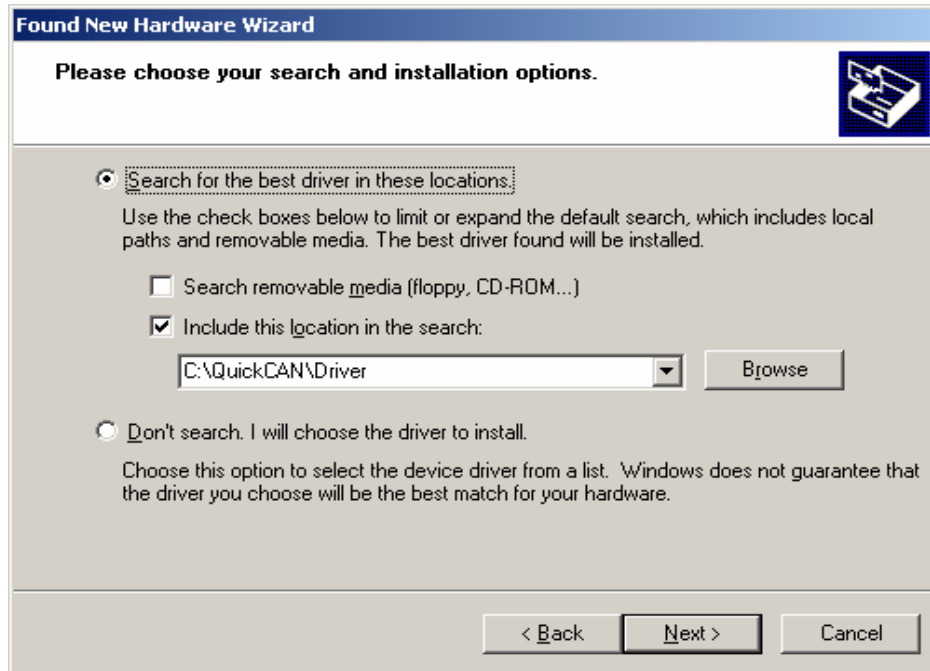 Found New Hardware Wizard
Please choose your search and installation options.
Search for the best driver in these locations.
Use the check boxes below to limit or expand the default search, which includes local
paths and removable media. The best driver found will be installed.
Search removable media (floppy, CD-ROM...)
Include this location in the search:
C:\QuickCAN\Driver
Browse
Don't search. I will choose the driver to install.
Choose this option to select the device driver from a list.  Windows does not guarantee that
the driver you choose will be the best match for your hardware.
< Back
Next >
Cancel